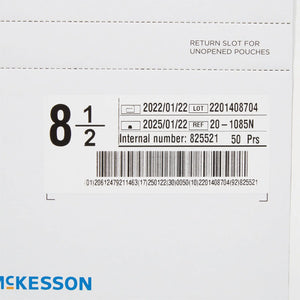 RETURN SLOT FOR
UNOPENED POUCHES
8 1/2
2022/01/22 LOT 2201408704
2025/01/22 REF 20-1085N
Internal number: 825521 50 Prs
(01)20612479211463(17)250122(30)0050(10)2201408704(92)825521
MCKESSON